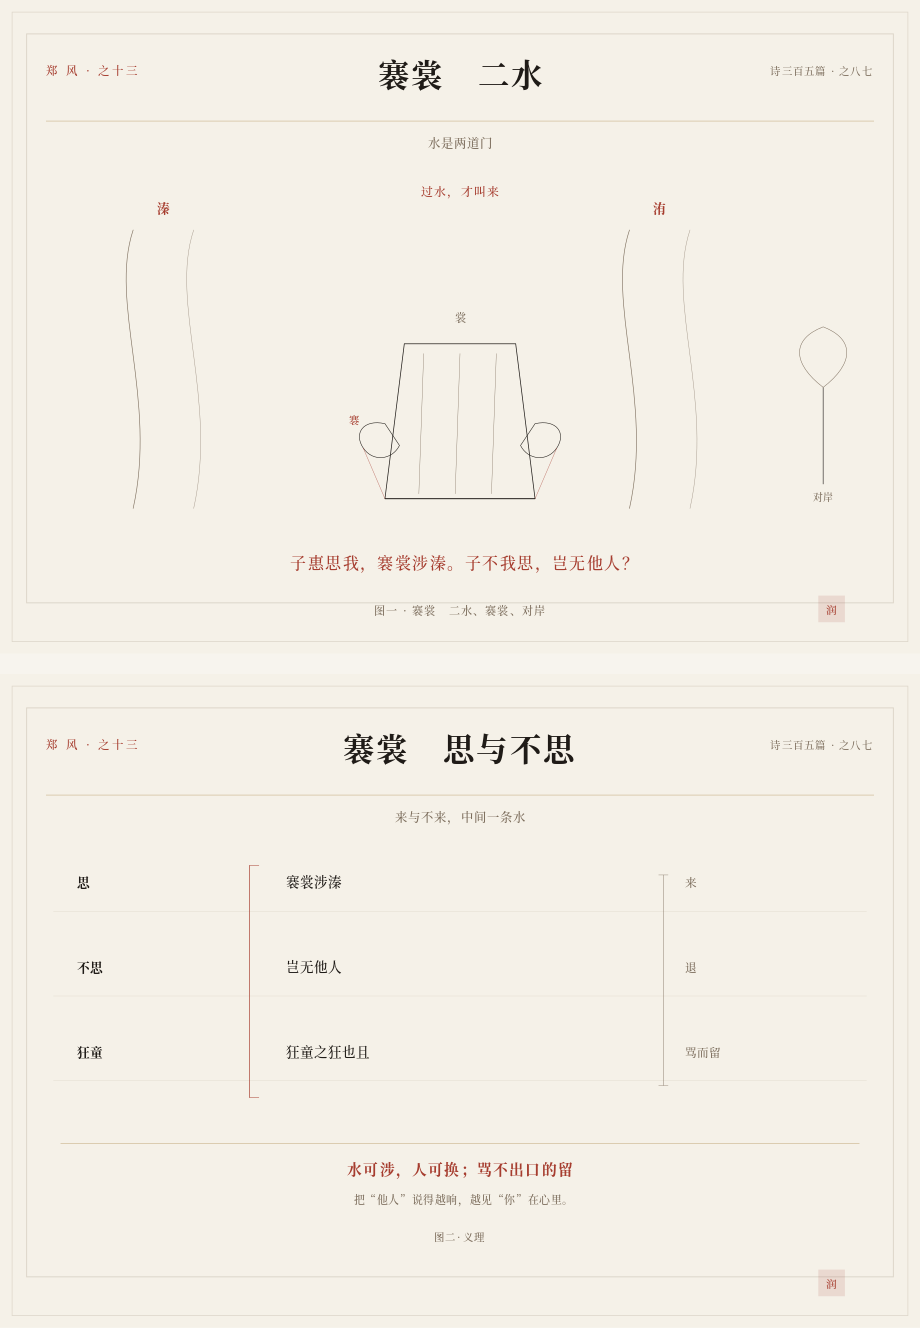 郑 风 · 之十三
褰裳　二水
诗三百五篇 · 之八七
水是两道门
过水，才叫来
溱
洧
裳
褰
对岸
子惠思我，褰裳涉溱。子不我思，岂无他人？
图一 · 褰裳　二水、褰裳、对岸
润
郑 风 · 之十三
褰裳　思与不思
诗三百五篇 · 之八七
来与不来，中间一条水
思
褰裳涉溱
来
不思
岂无他人
退
狂童
狂童之狂也且
骂而留
水可涉，人可换；骂不出口的留
把“他人”说得越响，越见“你”在心里。
图二 · 义理
润